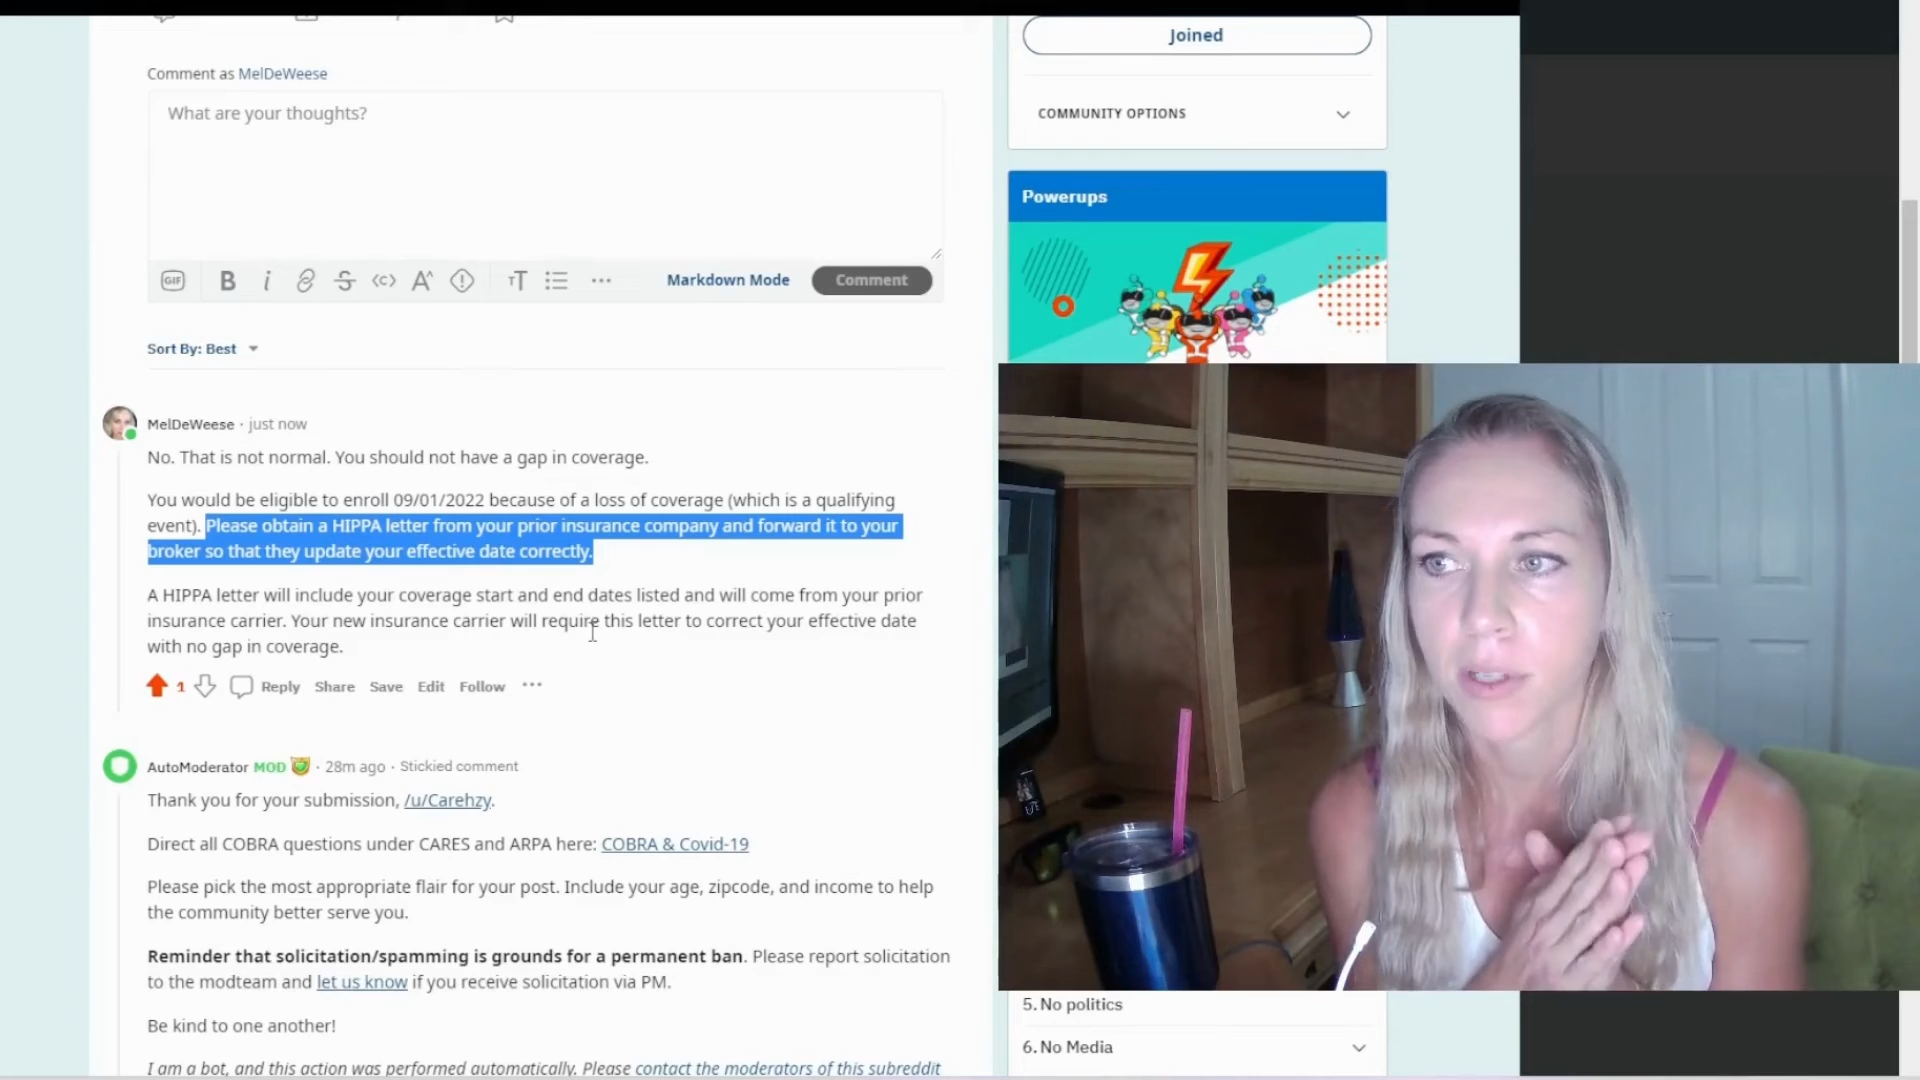 Comment as MelDeWeese
What are your thoughts?
GIF
B i
Markdown Mode
Comment
Sort By: Best
MelDeWeese · just now
No. That is not normal. You should not have a gap in coverage.
You would be eligible to enroll 09/01/2022 because of a loss of coverage (which is a qualifying
event). Please obtain a HIPPA letter from your prior insurance company and forward it to your
broker so that they update your effective date correctly.
A HIPPA letter will include your coverage start and end dates listed and will come from your prior
insurance carrier. Your new insurance carrier will require this letter to correct your effective date
with no gap in coverage.
1 Reply Share Save Edit Follow ...
AutoModerator MOD · 28m ago · Stickied comment
Thank you for your submission, /u/Carehzy.
Direct all COBRA questions under CARES and ARPA here: COBRA & Covid-19
Please pick the most appropriate flair for your post. Include your age, zipcode, and income to help
the community better serve you.
Reminder that solicitation/spamming is grounds for a permanent ban. Please report solicitation
to the modteam and let us know if you receive solicitation via PM.
Be kind to one another!
I am a bot, and this action was performed automatically. Please contact the moderators of this subreddit
Joined
COMMUNITY OPTIONS
Powerups
5. No politics
6. No Media